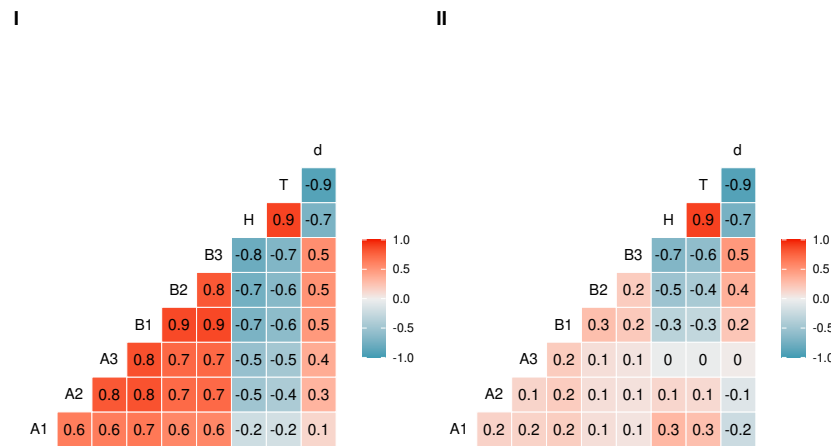 I II
d d
T -0.9 T -0.9
H 0.9 -0.7 H 0.9 -0.7
B3 -0.8 -0.7 0.5 1.0 B3 -0.7 -0.6 0.5 1.0
B2 0.8 -0.7 -0.6 0.5 0.5 B2 0.2 -0.5 -0.4 0.4 0.5
B1 0.9 0.9 -0.7 -0.6 0.5 0.0 -0.5 B1 0.3 0.2 -0.3 -0.3 0.2 0.0 -0.5
A3 0.8 0.7 0.7 -0.5 -0.5 0.4 -1.0 A3 0.2 0.1 0.1 0 0 0 -1.0
A2 0.8 0.8 0.7 0.7 -0.5 -0.4 0.3 A2 0.1 0.2 0.1 0.1 0.1 0.1 -0.1
A1 0.6 0.6 0.7 0.6 0.6 -0.2 -0.2 0.1 A1 0.2 0.2 0.2 0.1 0.1 0.3 0.3 -0.2